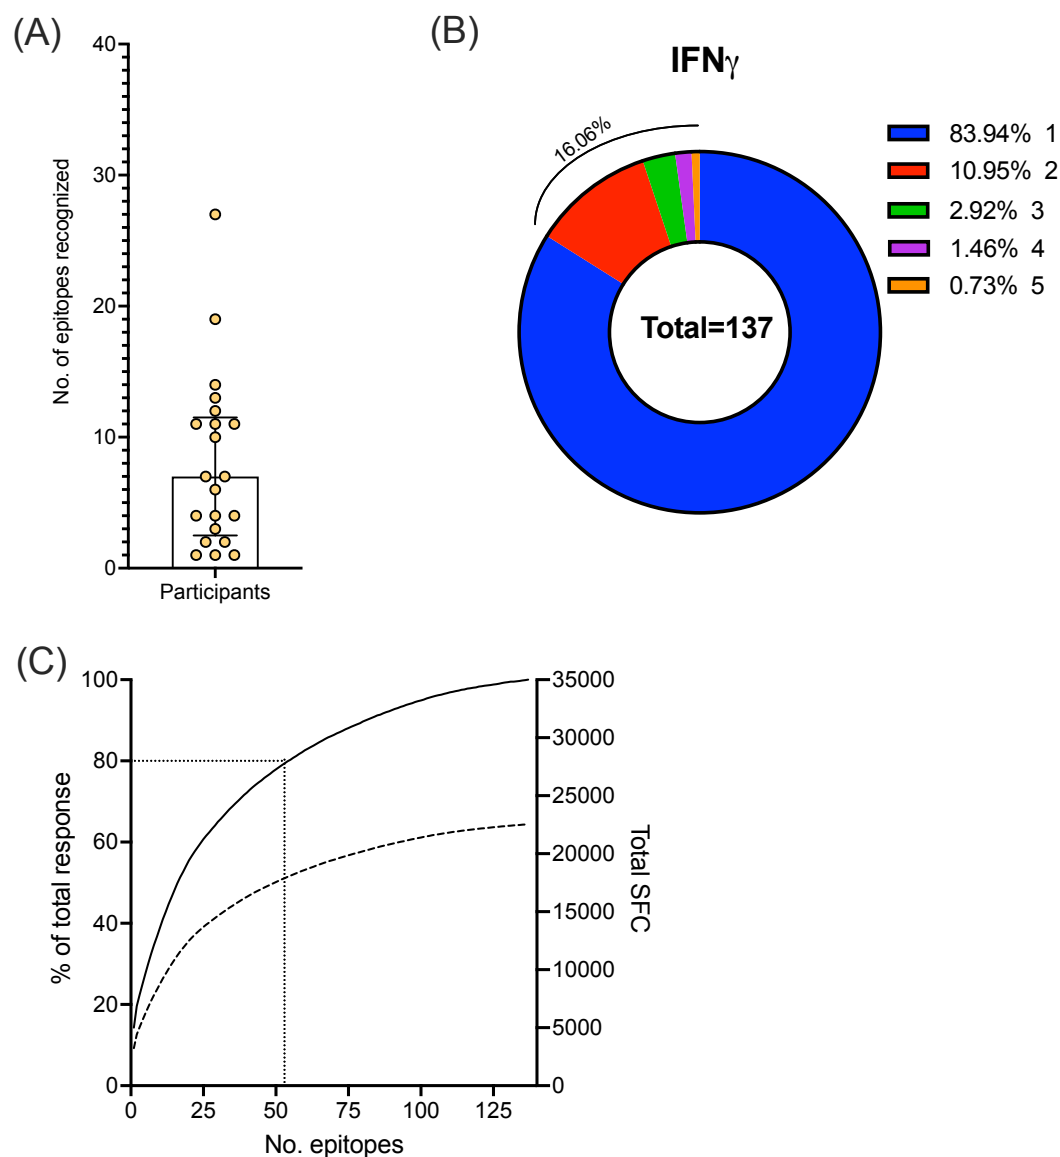 (A)
40
30
20
10
0
No. of epitopes recognized
Participants
(B)
IFNγ
16.06%
83.94% 1
10.95% 2
2.92% 3
1.46% 4
0.73% 5
Total=137
(C)
100
80
60
40
20
0
% of total response
35000
30000
25000
20000
15000
10000
5000
0
Total SFC
0 25 50 75 100 125
No. epitopes